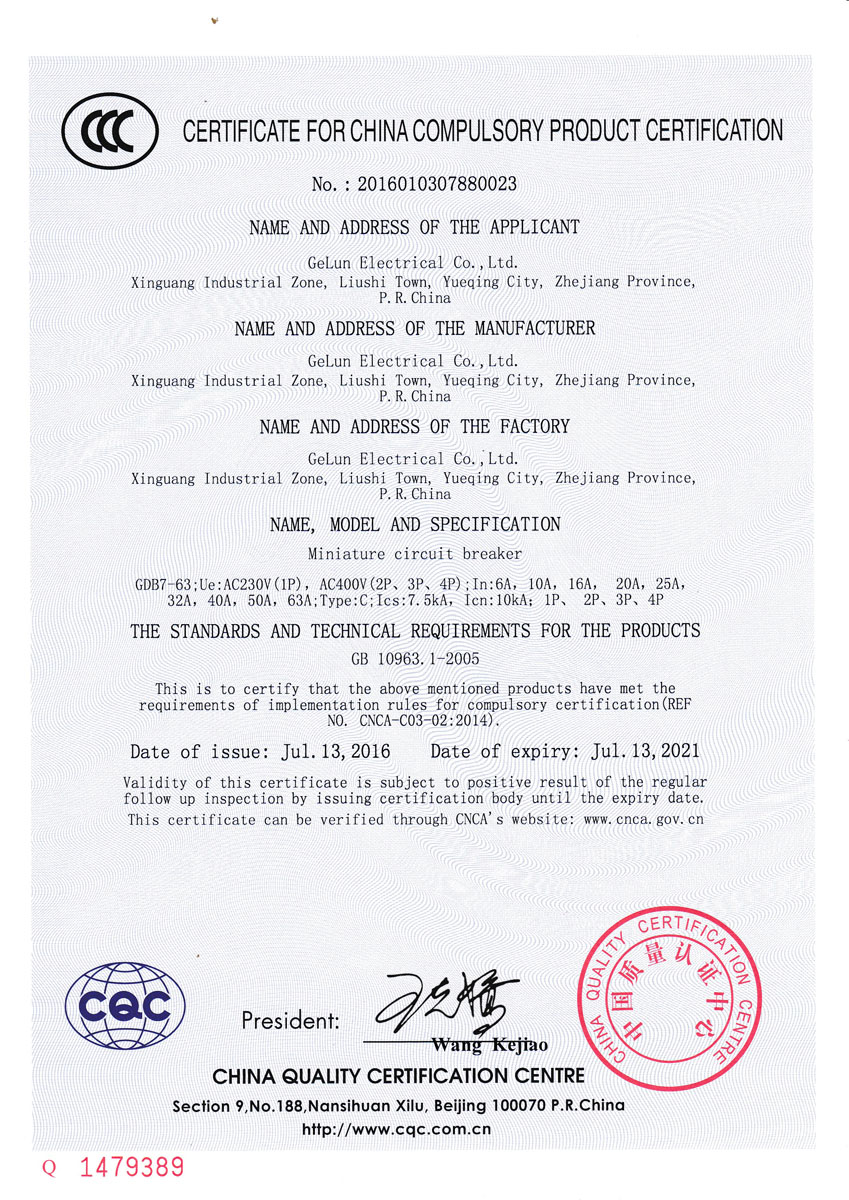 CCC
CERTIFICATE FOR CHINA COMPULSORY PRODUCT CERTIFICATION
No. : 2016010307880023
NAME AND ADDRESS OF THE APPLICANT
GeLun Electrical Co.,Ltd.
Xinguang Industrial Zone, Liushi Town, Yueqing City, Zhejiang Province,
P.R.China
NAME AND ADDRESS OF THE MANUFACTURER
GeLun Electrical Co.,Ltd.
Xinguang Industrial Zone, Liushi Town, Yueqing City, Zhejiang Province,
P.R.China
NAME AND ADDRESS OF THE FACTORY
GeLun Electrical Co.,Ltd.
Xinguang Industrial Zone, Liushi Town, Yueqing City, Zhejiang Province,
P.R.China
NAME, MODEL AND SPECIFICATION
Miniature circuit breaker
GDB7-63;Ue:AC230V(1P), AC400V(2P、3P、4P);In:6A, 10A, 16A, 20A, 25A,
32A, 40A, 50A, 63A;Type:C;Ics:7.5kA, Icn:10kA; 1P、 2P、3P、4P
THE STANDARDS AND TECHNICAL REQUIREMENTS FOR THE PRODUCTS
GB 10963.1-2005
This is to certify that the above mentioned products have met the
requirements of implementation rules for compulsory certification(REF
NO. CNCA-C03-02:2014).
Date of issue: Jul.13,2016 Date of expiry: Jul.13,2021
Validity of this certificate is subject to positive result of the regular
follow up inspection by issuing certification body until the expiry date.
This certificate can be verified through CNCA's website: www.cnca.gov.cn
CHINA QUALITY CERTIFICATION CENTRE
中国质量认证中心
CQC
President:
Wang Kejiao
CHINA QUALITY CERTIFICATION CENTRE
Section 9,No.188,Nansihuan Xilu, Beijing 100070 P.R.China
http://www.cqc.com.cn
Q 1479389